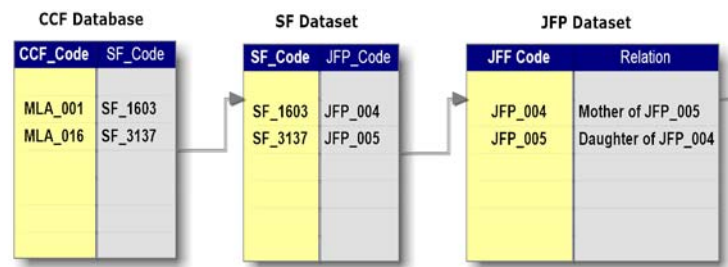 CCF Database
SF Dataset
JFP Dataset
CCF_Code SF_Code
MLA_001 SF_1603
MLA_016 SF_3137
SF_Code JFP_Code
SF_1603 JFP_004
SF_3137 JFP_005
JFF Code Relation
JFP_004 Mother of JFP_005
JFP_005 Daughter of JFP_004